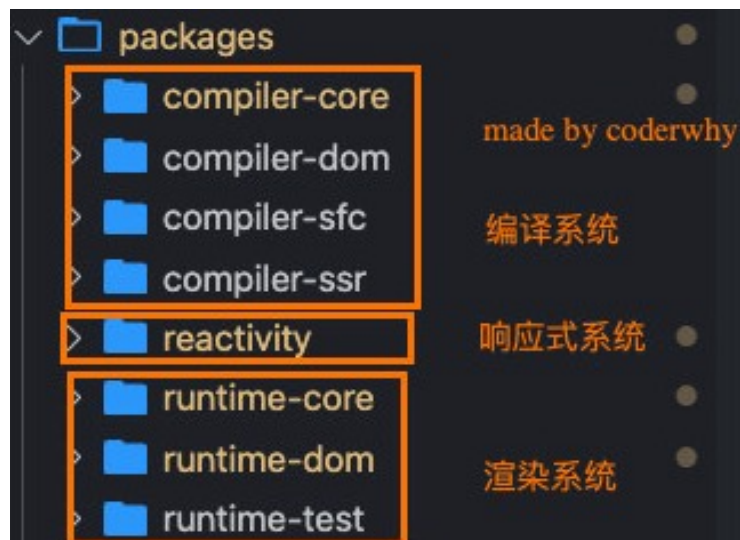 packages
compiler-core
made by coderwhy
compiler-dom
compiler-sfc
编译系统
compiler-ssr
reactivity
响应式系统
runtime-core
runtime-dom
渲染系统
runtime-test